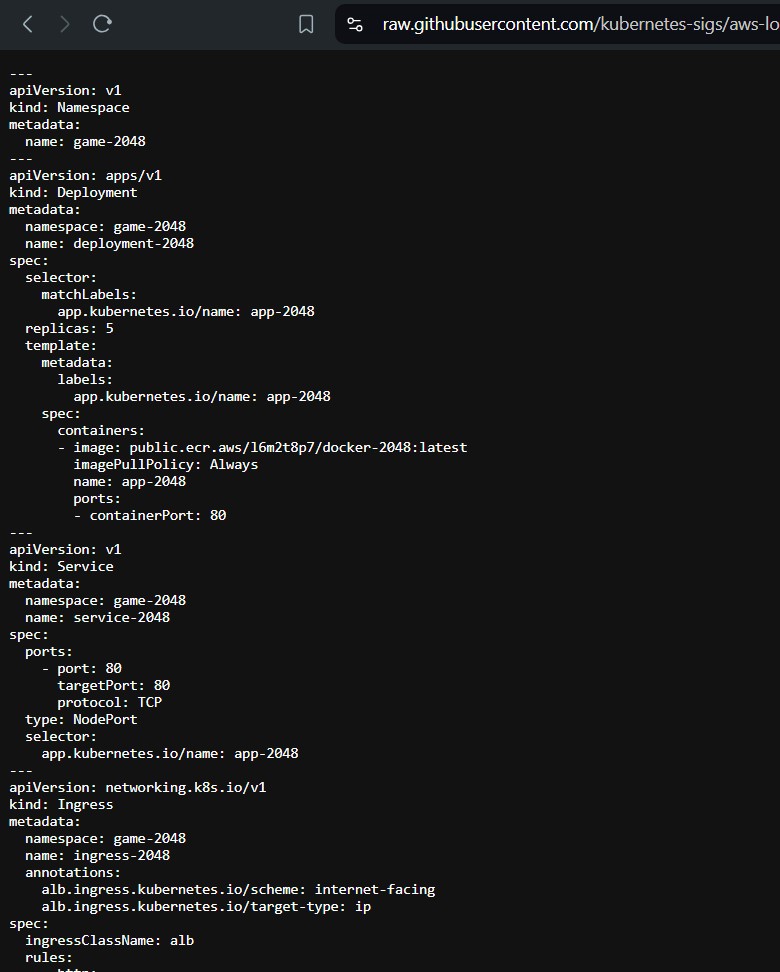 raw.githubusercontent.com/kubernetes-sigs/aws-lo
---
apiVersion: v1
kind: Namespace
metadata:
  name: game-2048
---
apiVersion: apps/v1
kind: Deployment
metadata:
  namespace: game-2048
  name: deployment-2048
spec:
  selector:
    matchLabels:
      app.kubernetes.io/name: app-2048
  replicas: 5
  template:
    metadata:
      labels:
        app.kubernetes.io/name: app-2048
    spec:
      containers:
      - image: public.ecr.aws/l6m2t8p7/docker-2048:latest
        imagePullPolicy: Always
        name: app-2048
        ports:
        - containerPort: 80
---
apiVersion: v1
kind: Service
metadata:
  namespace: game-2048
  name: service-2048
spec:
  ports:
    - port: 80
      targetPort: 80
      protocol: TCP
  type: NodePort
  selector:
    app.kubernetes.io/name: app-2048
---
apiVersion: networking.k8s.io/v1
kind: Ingress
metadata:
  namespace: game-2048
  name: ingress-2048
  annotations:
    alb.ingress.kubernetes.io/scheme: internet-facing
    alb.ingress.kubernetes.io/target-type: ip
spec:
  ingressClassName: alb
  rules: